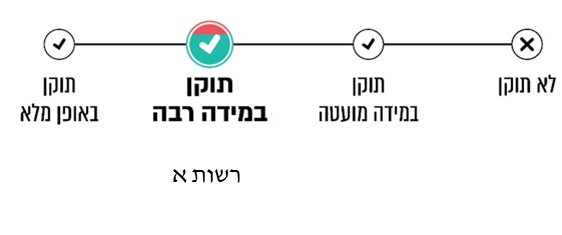 לא תוקן
תוקן
במידה מועטה
תוקן
במידה רבה
תוקן
באופן מלא
רשות א